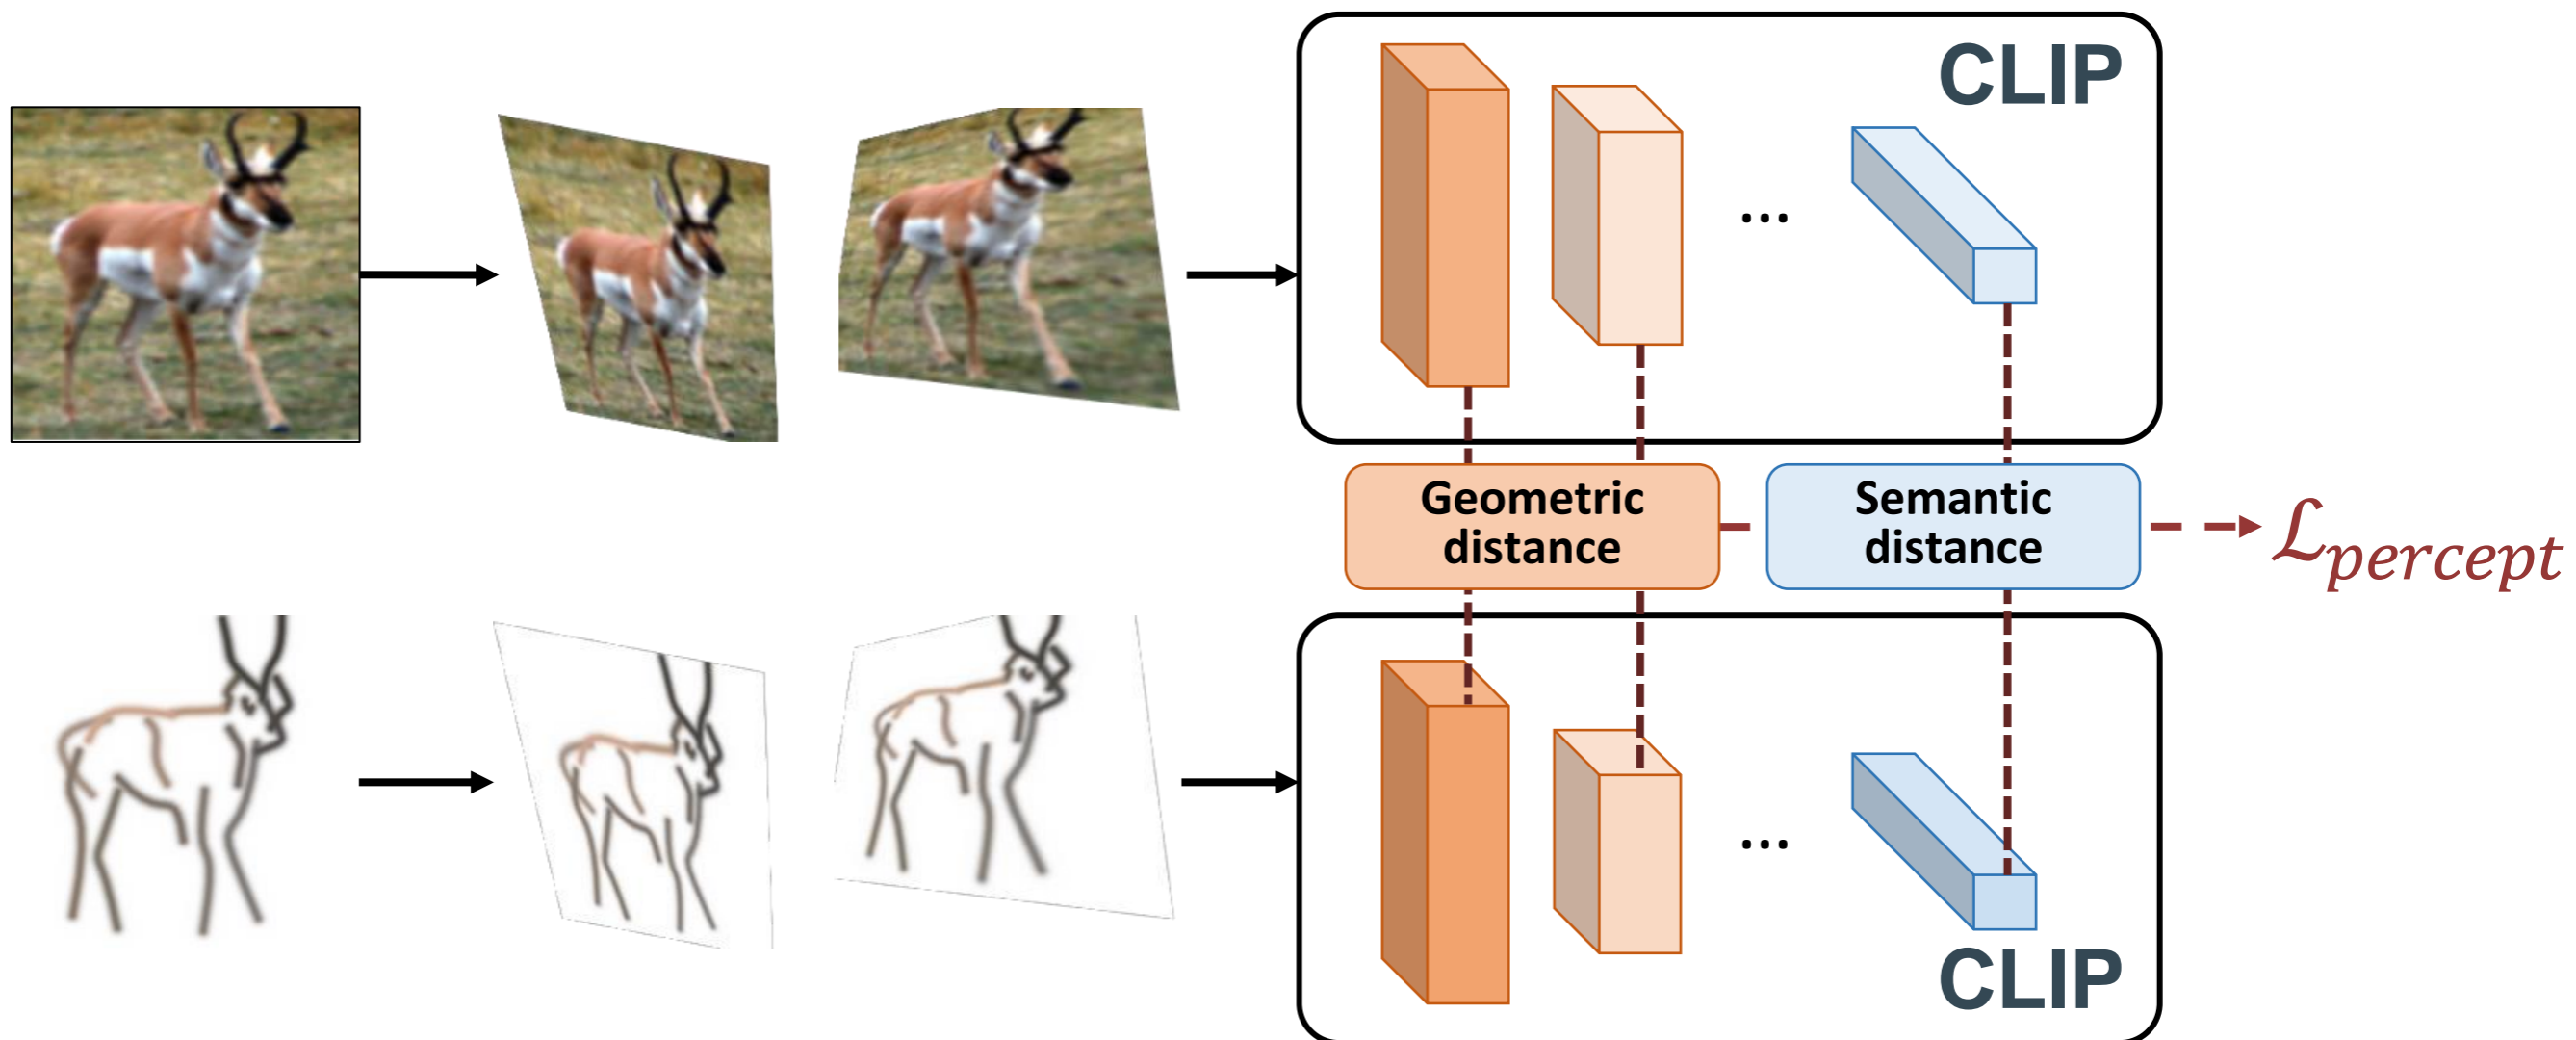 CLIP
...
Geometric
distance
Semantic
distance
ℒpercept
...
CLIP